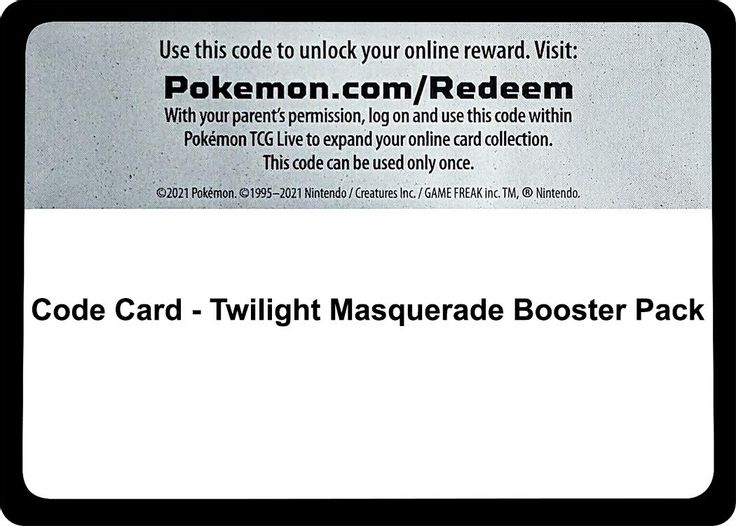 Use this code to unlock your online reward. Visit:
Pokemon.com/Redeem
With your parent's permission, log on and use this code within
Pokémon TCG Live to expand your online card collection.
This code can be used only once.
©2021 Pokémon. ©1995–2021 Nintendo / Creatures Inc. / GAME FREAK inc. TM, ® Nintendo.
Code Card - Twilight Masquerade Booster Pack